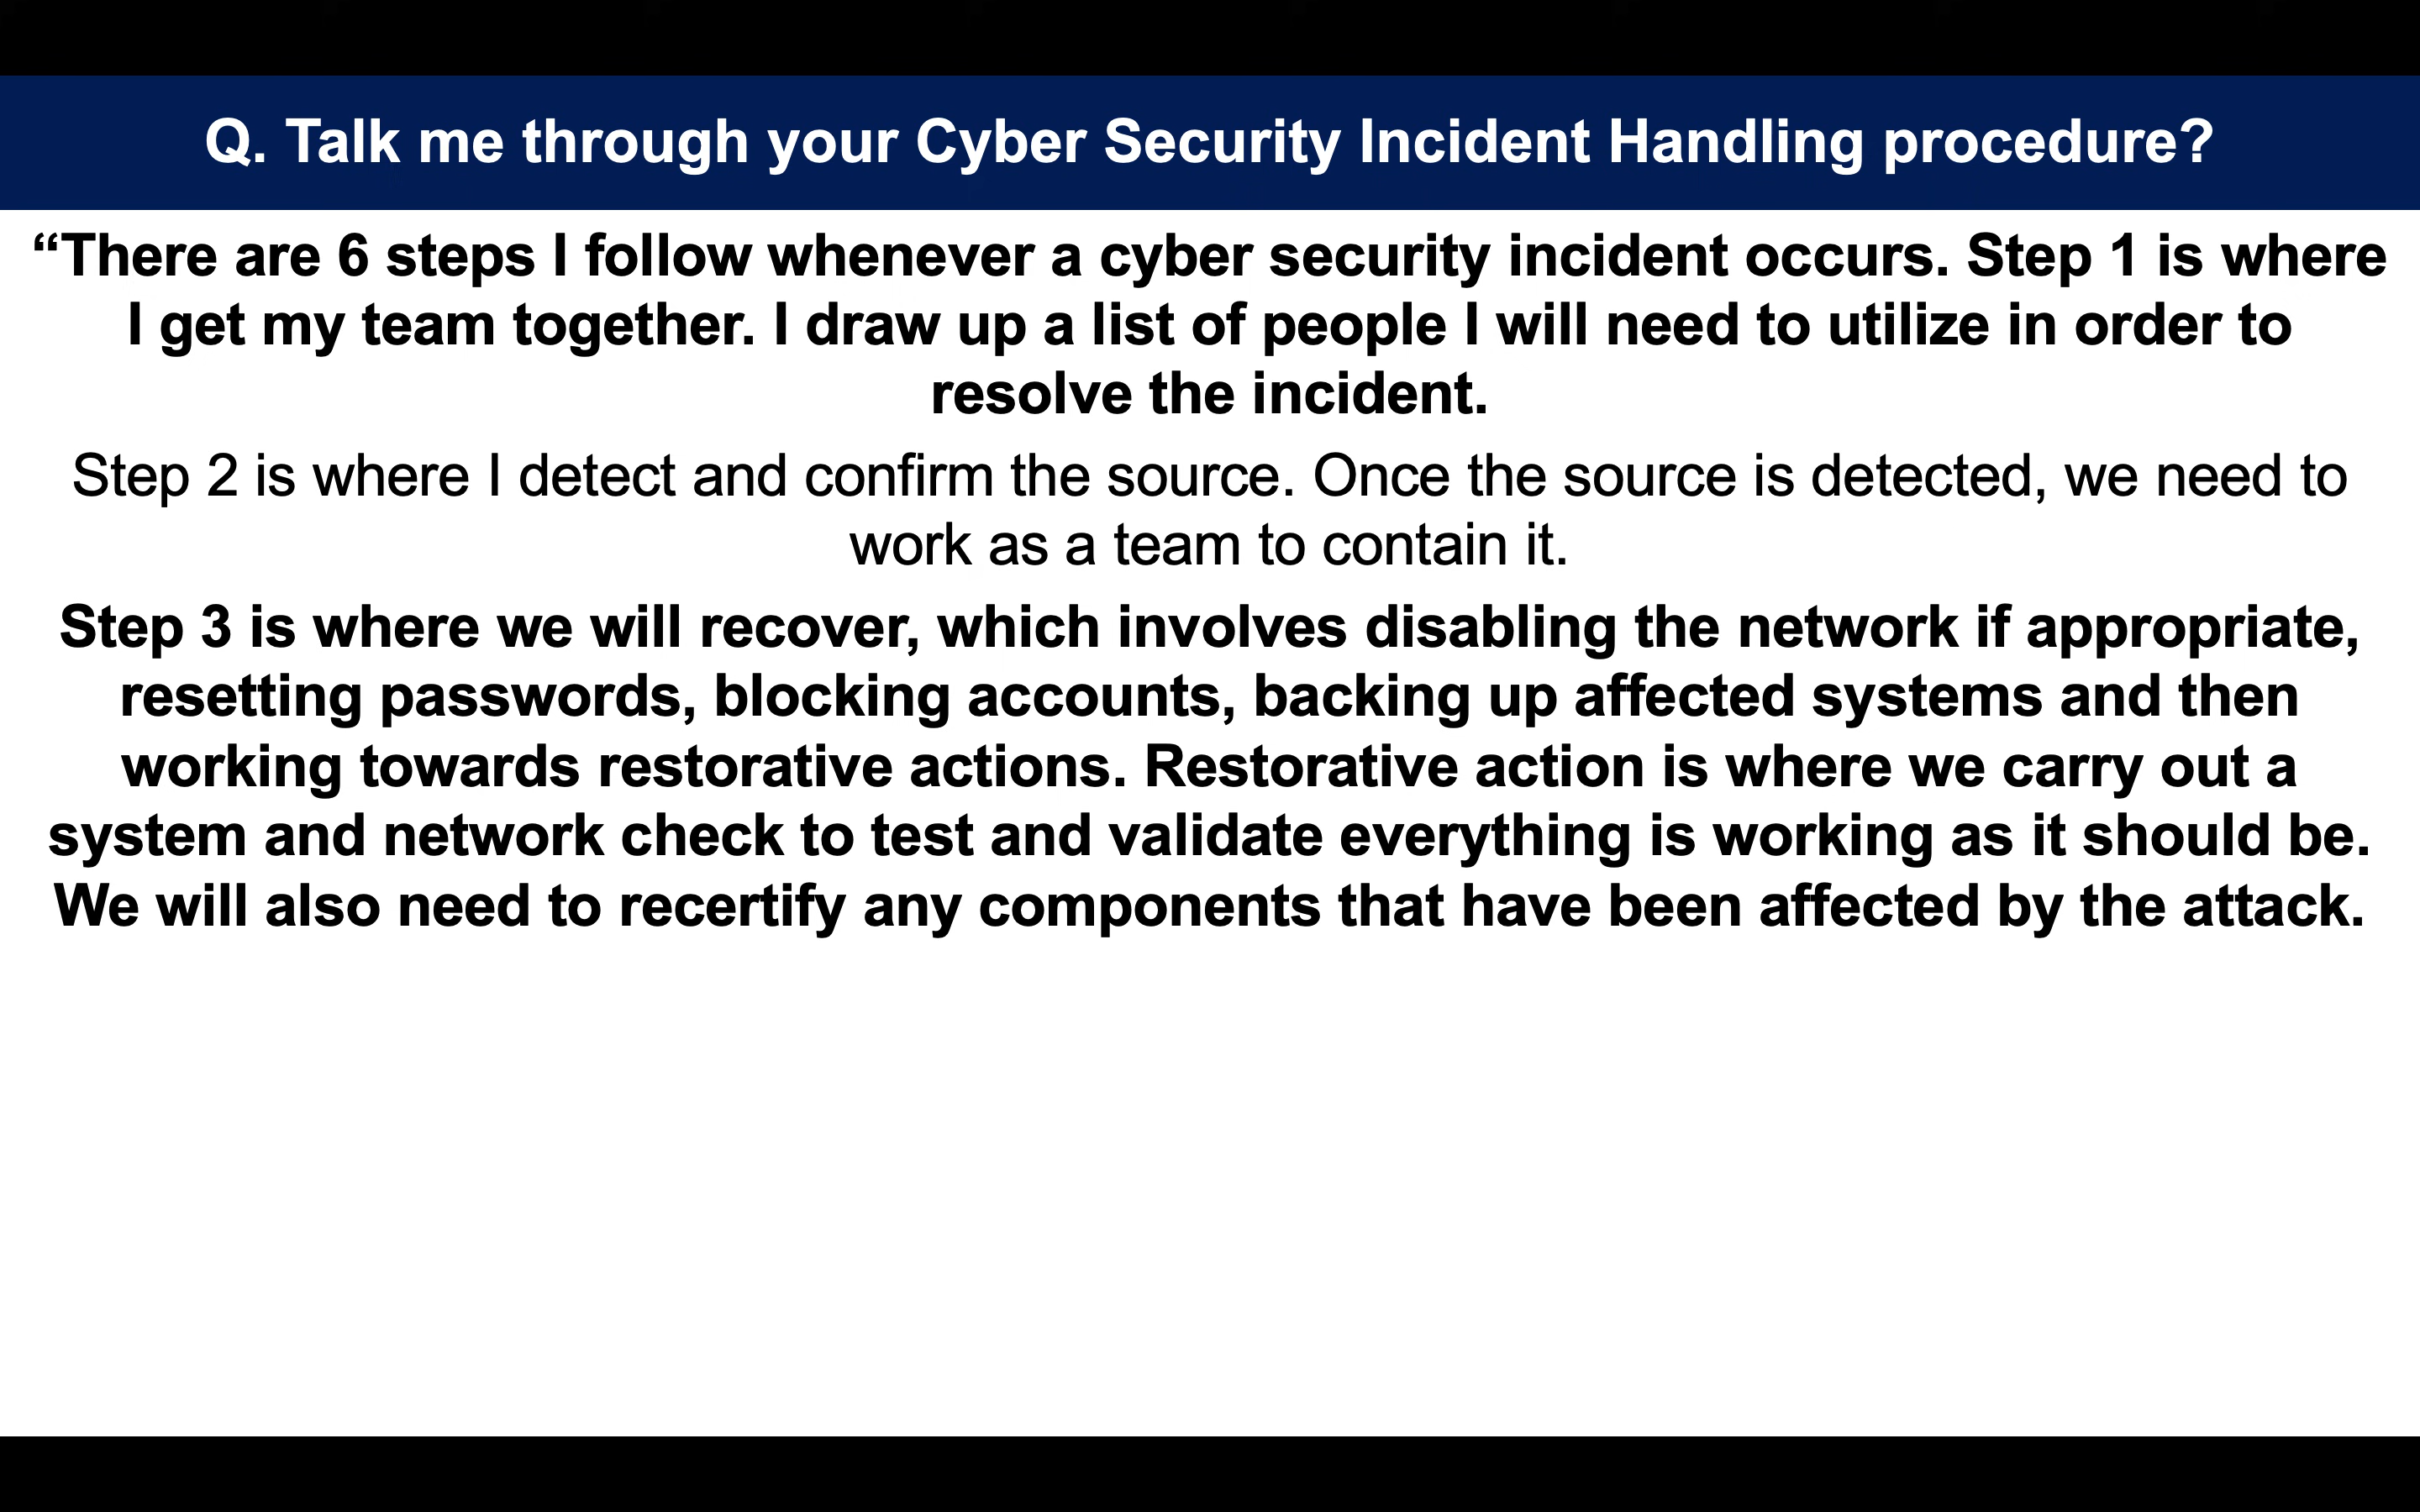 Q. Talk me through your Cyber Security Incident Handling procedure?
“There are 6 steps I follow whenever a cyber security incident occurs. Step 1 is where
I get my team together. I draw up a list of people I will need to utilize in order to
resolve the incident.
Step 2 is where I detect and confirm the source. Once the source is detected, we need to
work as a team to contain it.
Step 3 is where we will recover, which involves disabling the network if appropriate,
resetting passwords, blocking accounts, backing up affected systems and then
working towards restorative actions. Restorative action is where we carry out a
system and network check to test and validate everything is working as it should be.
We will also need to recertify any components that have been affected by the attack.